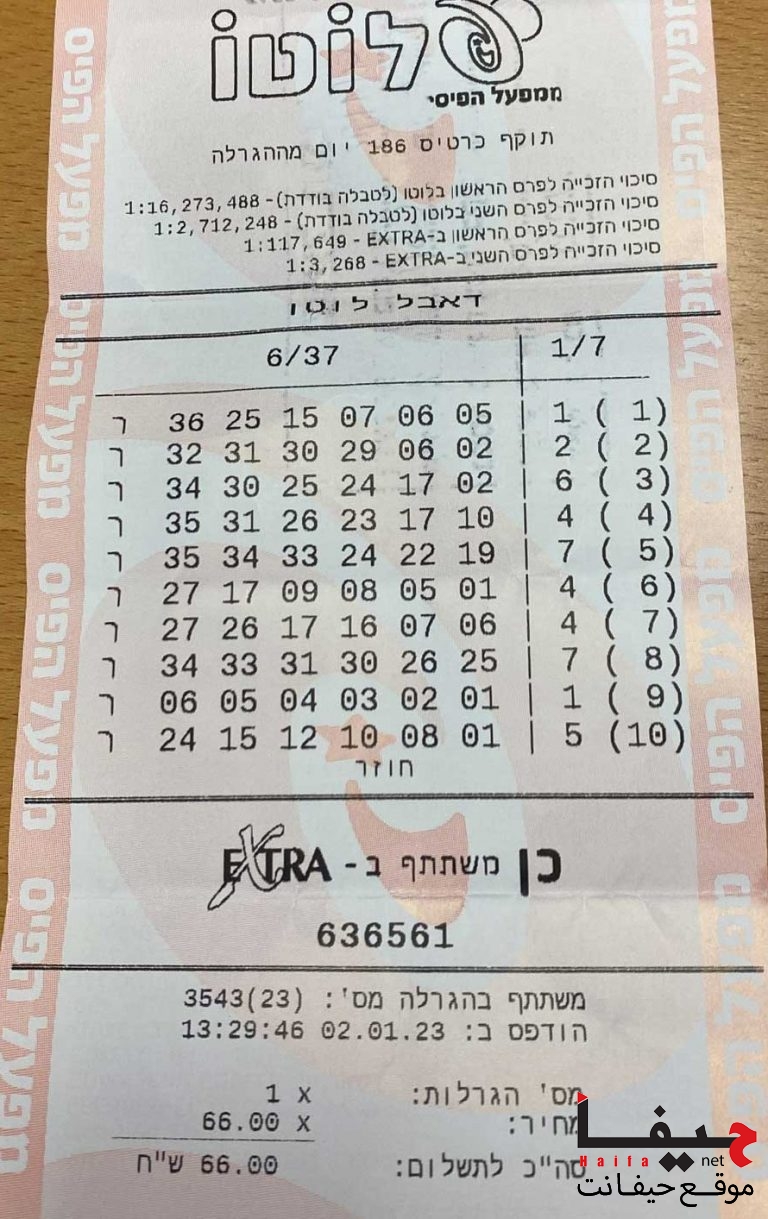 לוטו
ממפעל הפיס
תוקף כרטיס 186 יום מההגרלה
סיכוי הזכייה לפרס הראשון בלוטו (לטבלה בודדת) - 1:16,273,488
סיכוי הזכייה לפרס השני בלוטו (לטבלה בודדת) - 1:2,712,248
סיכוי הזכייה לפרס הראשון ב-EXTRA - 1:117,649
סיכוי הזכייה לפרס השני ב-EXTRA - 1:3,268
דאבל לוטו
6/37 | 1/7
ר 36 25 15 07 06 05 | 1 ( 1)
ר 32 31 30 29 06 02 | 2 ( 2)
ר 34 30 25 24 17 02 | 6 ( 3)
ר 35 31 26 23 17 10 | 4 ( 4)
ר 35 34 33 24 22 19 | 7 ( 5)
ר 27 17 09 08 05 01 | 4 ( 6)
ר 27 26 17 16 07 06 | 4 ( 7)
ר 34 33 31 30 26 25 | 7 ( 8)
ר 06 05 04 03 02 01 | 1 ( 9)
ר 24 15 12 10 08 01 | 5 (10)
חוזר
כן משתתף ב - EXTRA
636561
משתתף בהגרלה מס': 3543(23)
הודפס ב: 02.01.23 13:29:46
מס' הגרלות: x 1
מחיר: x 66.00
סה"כ לתשלום: 66.00 ש"ח
מפעל הפיס
حيفا
Haifa net
موقع حيفانت